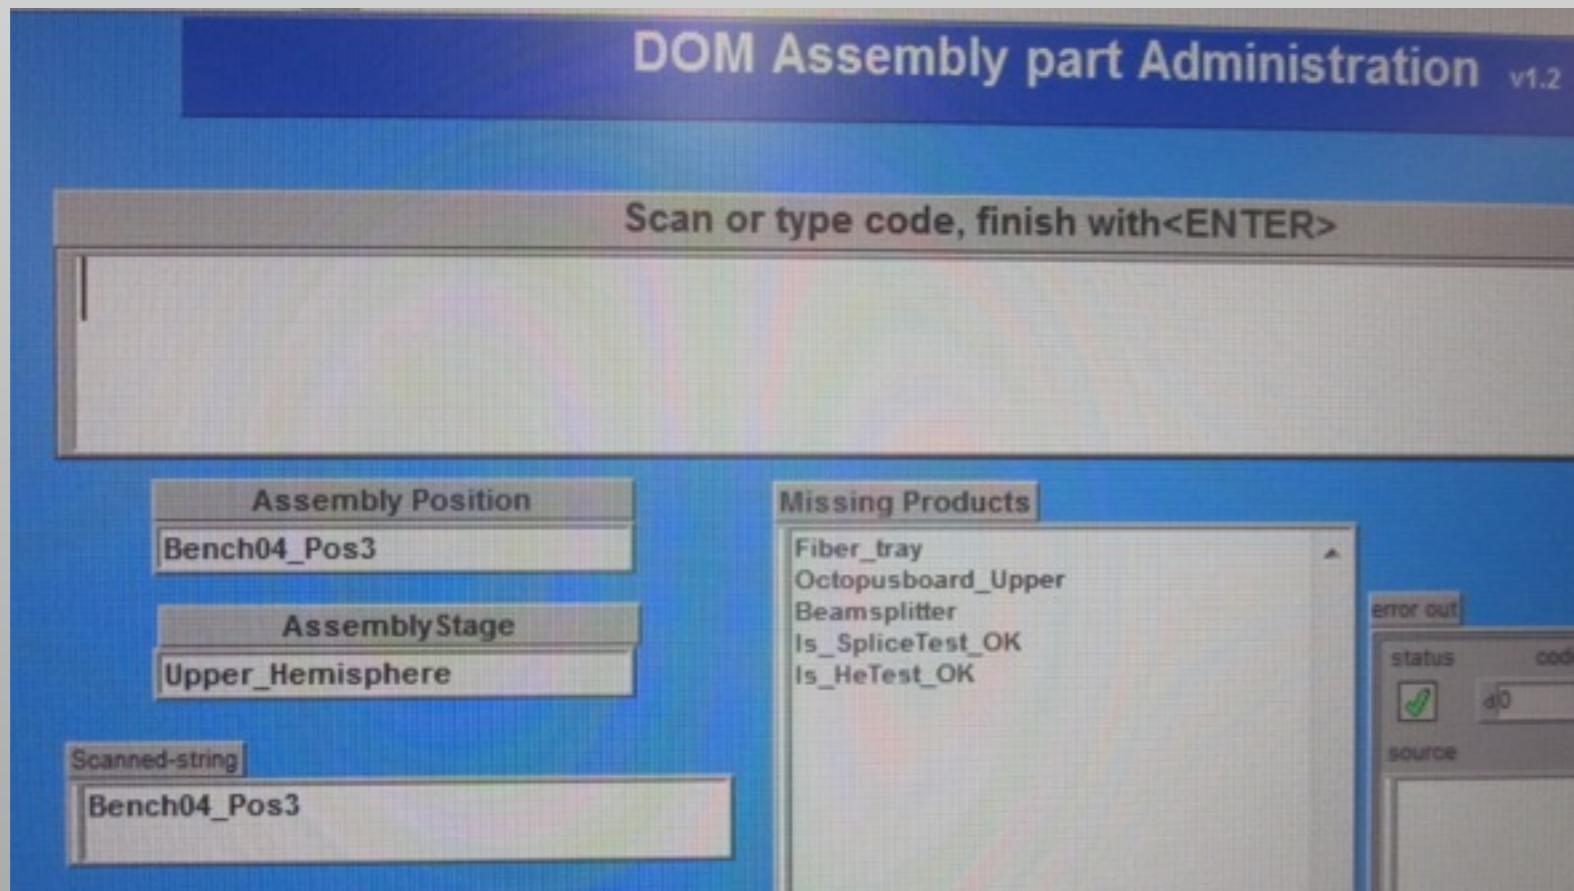 DOM Assembly part Administration v1.2
Scan or type code, finish with<ENTER>
Assembly Position
Bench04_Pos3
AssemblyStage
Upper_Hemisphere
Scanned-string
Bench04_Pos3
Missing Products
Fiber_tray
Octopusboard_Upper
Beamsplitter
Is_SpliceTest_OK
Is_HeTest_OK
error out
status
0
source